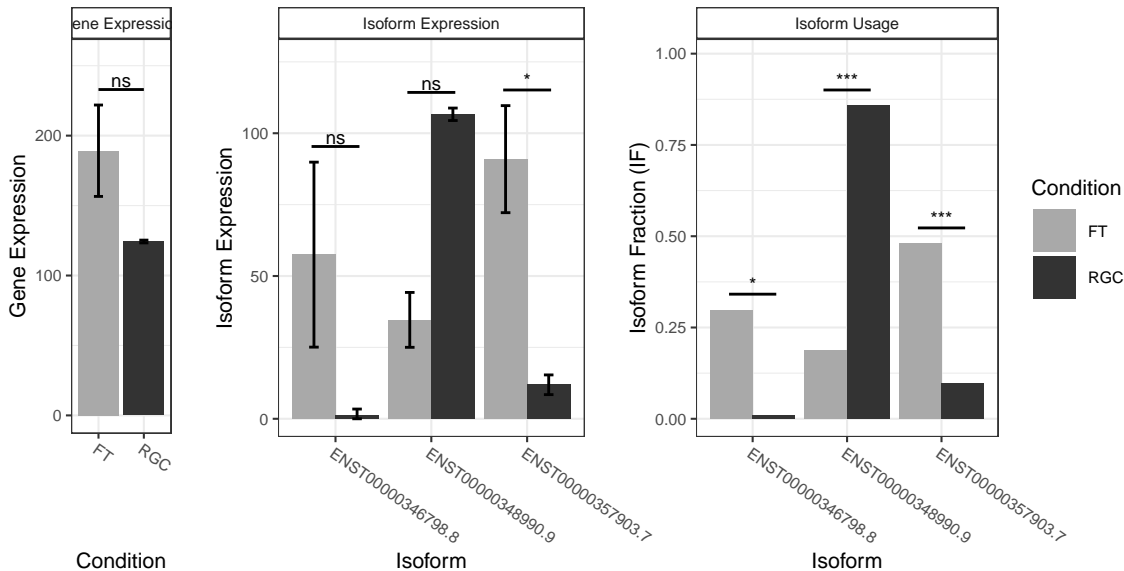 ene Expressio
Isoform Expression
Isoform Usage
Gene Expression
200
100
0
ns
FT
RGC
Condition
Isoform Expression
100
50
0
ns
ns
*
ENST00000346798.8
ENST00000348990.9
ENST00000357903.7
Isoform
Isoform Fraction (IF)
1.00
0.75
0.50
0.25
0.00
*
***
***
ENST00000346798.8
ENST00000348990.9
ENST00000357903.7
Isoform
Condition
FT
RGC